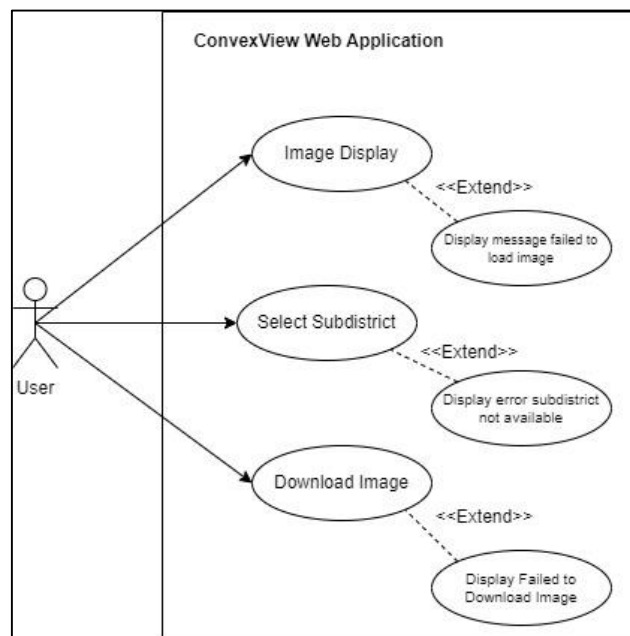 ConvexView Web Application
Image Display
<<Extend>>
Display message failed to
load image
Select Subdistrict
<<Extend>>
Display error subdistrict
not available
User
Download Image
<<Extend>>
Display Failed to
Download Image